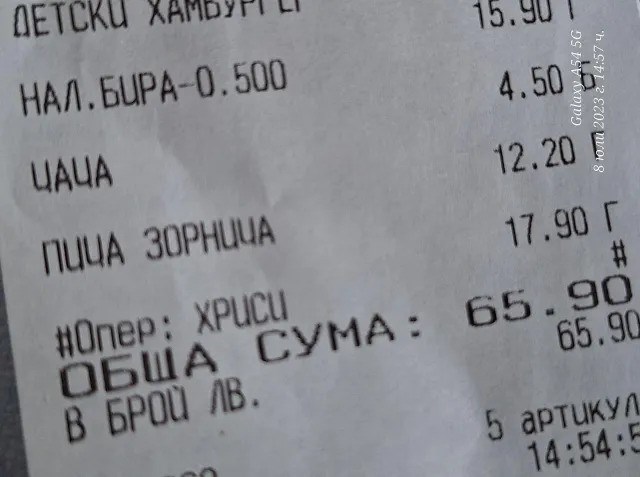 ДЕТСКИ ХАМБУРГЕР 15.90 Г
НАЛ.БИРА-0.500 4.50 Б
ЦАЦА 12.20 Г
ПИЦА ЗОРНИЦА 17.90 Г
#
#Опер: ХРИСИ
ОБЩА СУМА: 65.90
В БРОЙ ЛВ. 65.90
5 артикул
14:54:5
Galaxy A54 5G
8 юли 2023 г. 14:57 ч.